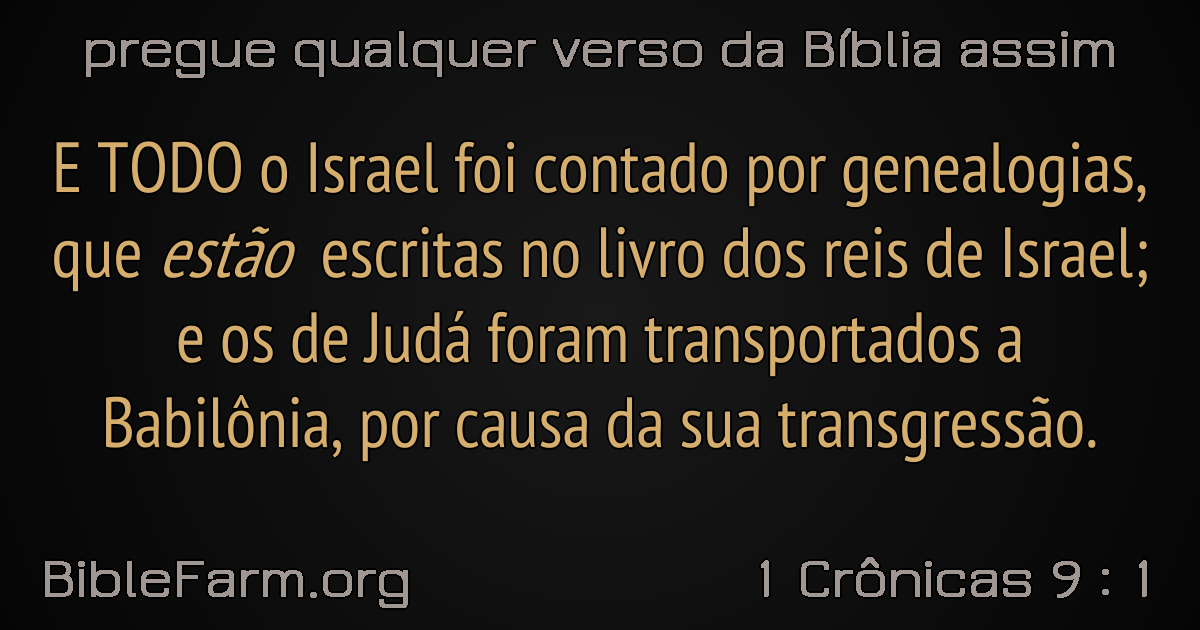 pregue qualquer verso da Bíblia assim
E TODO o Israel foi contado por genealogias,
que estão escritas no livro dos reis de Israel;
e os de Judá foram transportados a
Babilônia, por causa da sua transgressão.
BibleFarm.org
1 Crônicas 9 : 1